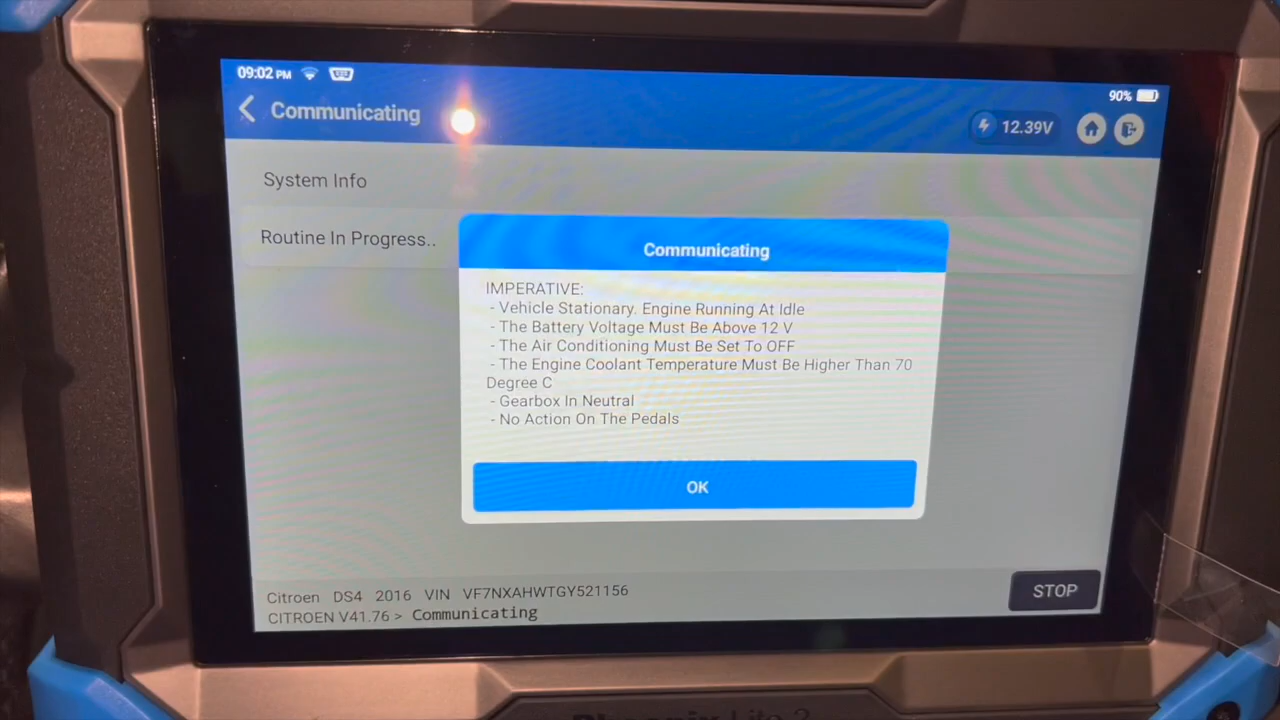 09:02 PM
90%
Communicating
12.39V
System Info
Routine In Progress..
Communicating
IMPERATIVE:
- Vehicle Stationary. Engine Running At Idle
- The Battery Voltage Must Be Above 12 V
- The Air Conditioning Must Be Set To OFF
- The Engine Coolant Temperature Must Be Higher Than 70
Degree C
- Gearbox In Neutral
- No Action On The Pedals
OK
Citroen DS4 2016 VIN VF7NXAHWTGY521156
STOP
CITROEN V41.76 > Communicating
Phoenix Lite 2